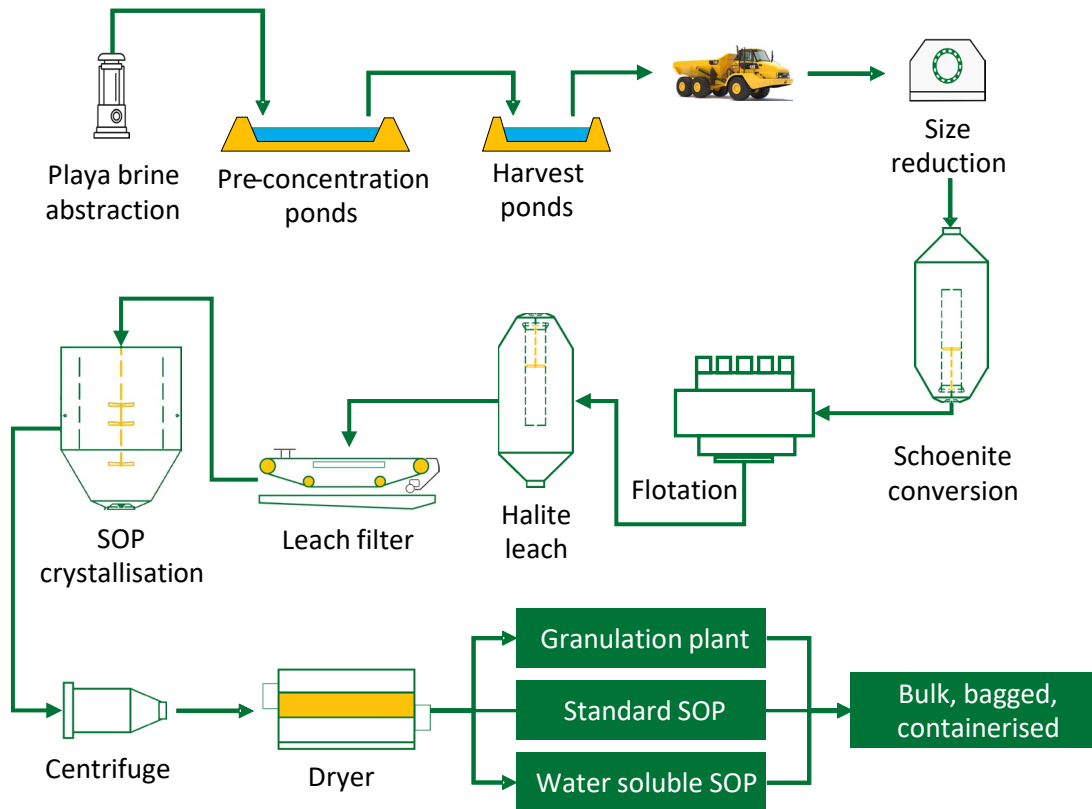 Playa brine
abstraction
Pre-concentration
ponds
Harvest
ponds
Size
reduction
Schoenite
conversion
Flotation
Halite
leach
Leach filter
SOP
crystallisation
Centrifuge
Dryer
Granulation plant
Standard SOP
Water soluble SOP
Bulk, bagged,
containerised